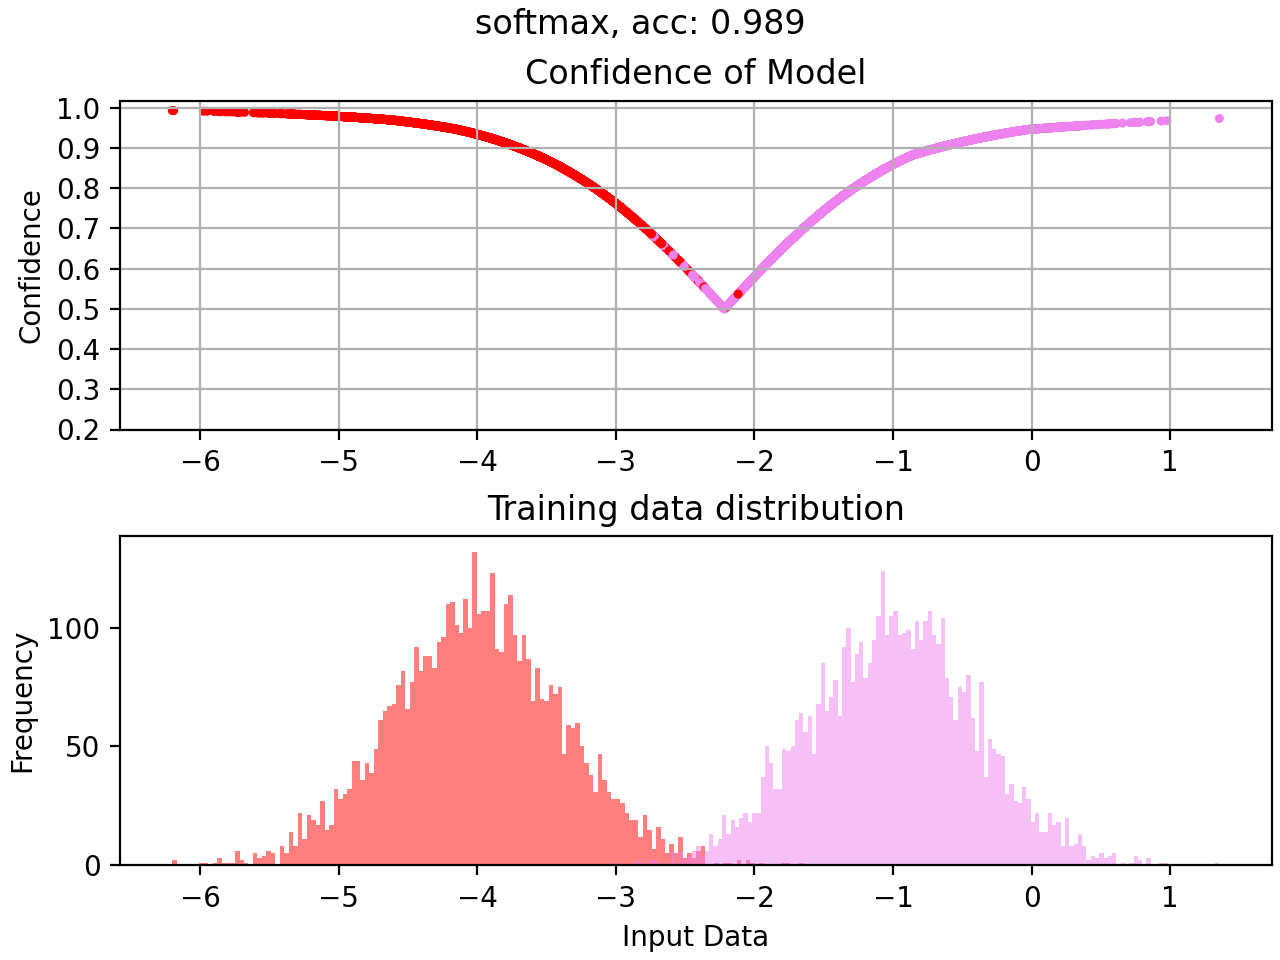 softmax, acc: 0.989
Confidence of Model
1.0
0.9
0.8
0.7
0.6
0.5
0.4
0.3
0.2
Confidence
−6 −5 −4 −3 −2 −1 0 1
Training data distribution
100
50
0
Frequency
−6 −5 −4 −3 −2 −1 0 1
Input Data